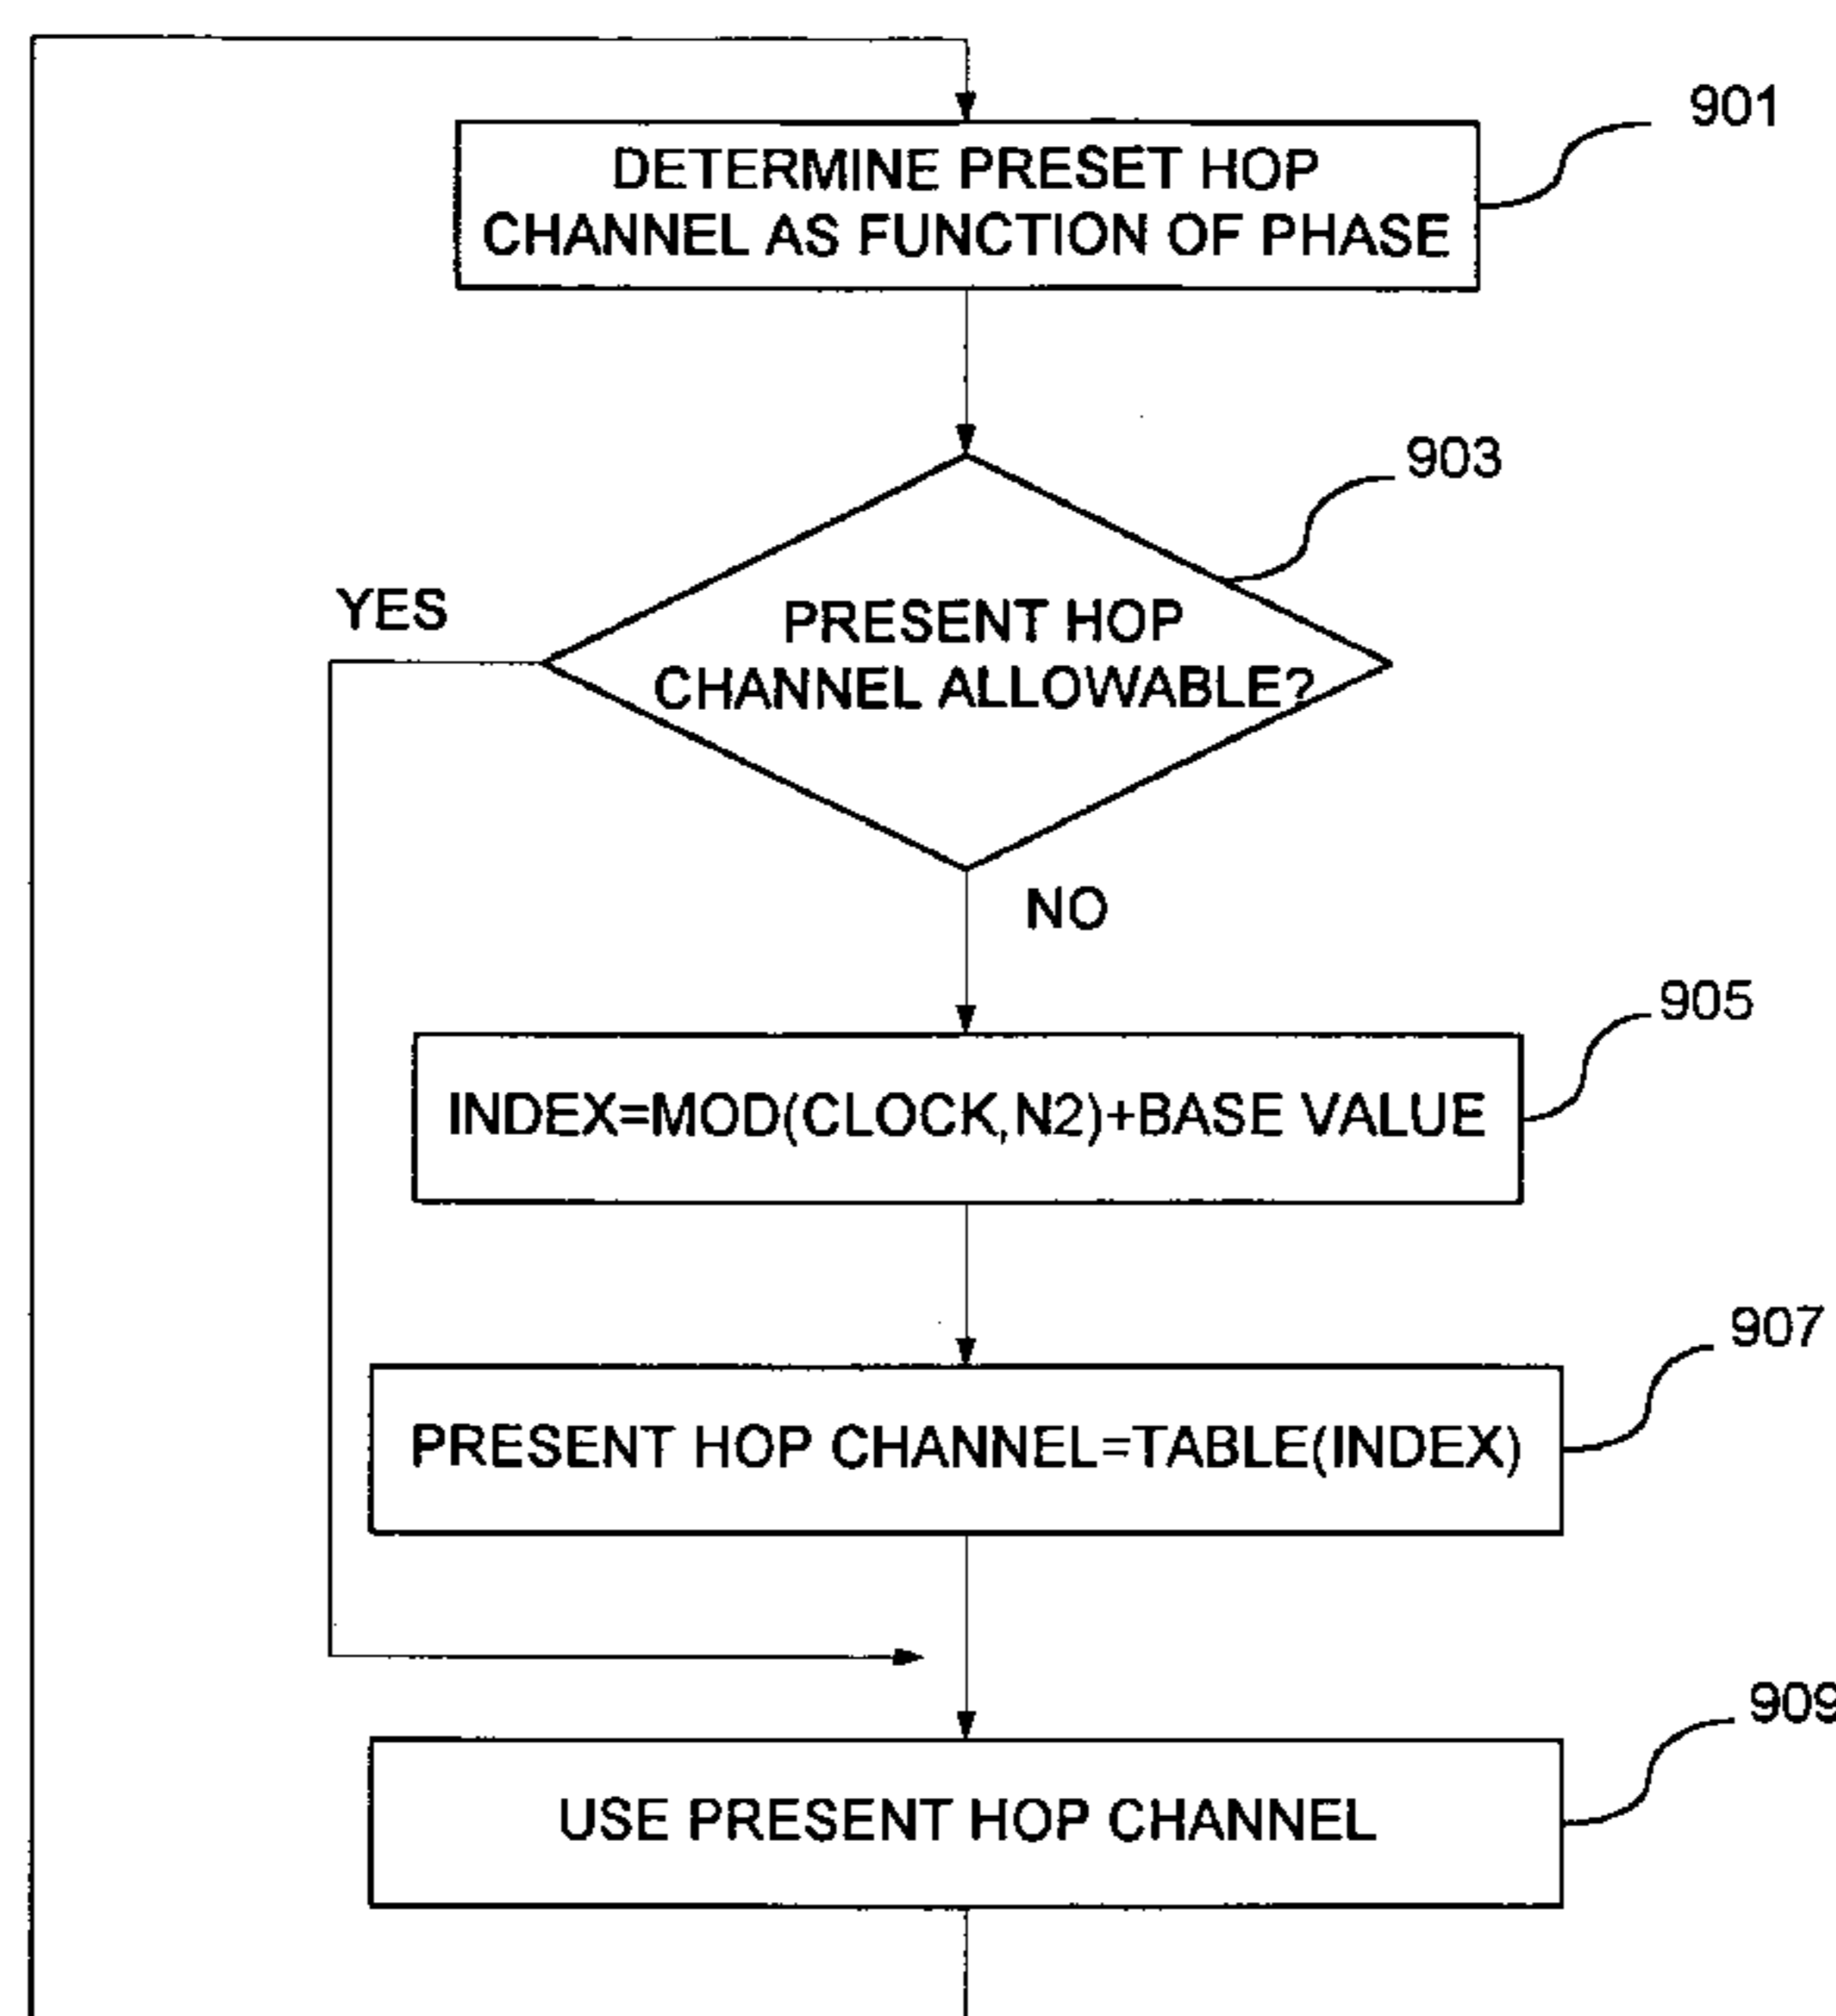 901
DETERMINE PRESET HOP
CHANNEL AS FUNCTION OF PHASE
903
YES
PRESENT HOP
CHANNEL ALLOWABLE?
NO
905
INDEX=MOD(CLOCK,N2)+BASE VALUE
907
PRESENT HOP CHANNEL=TABLE(INDEX)
909
USE PRESENT HOP CHANNEL